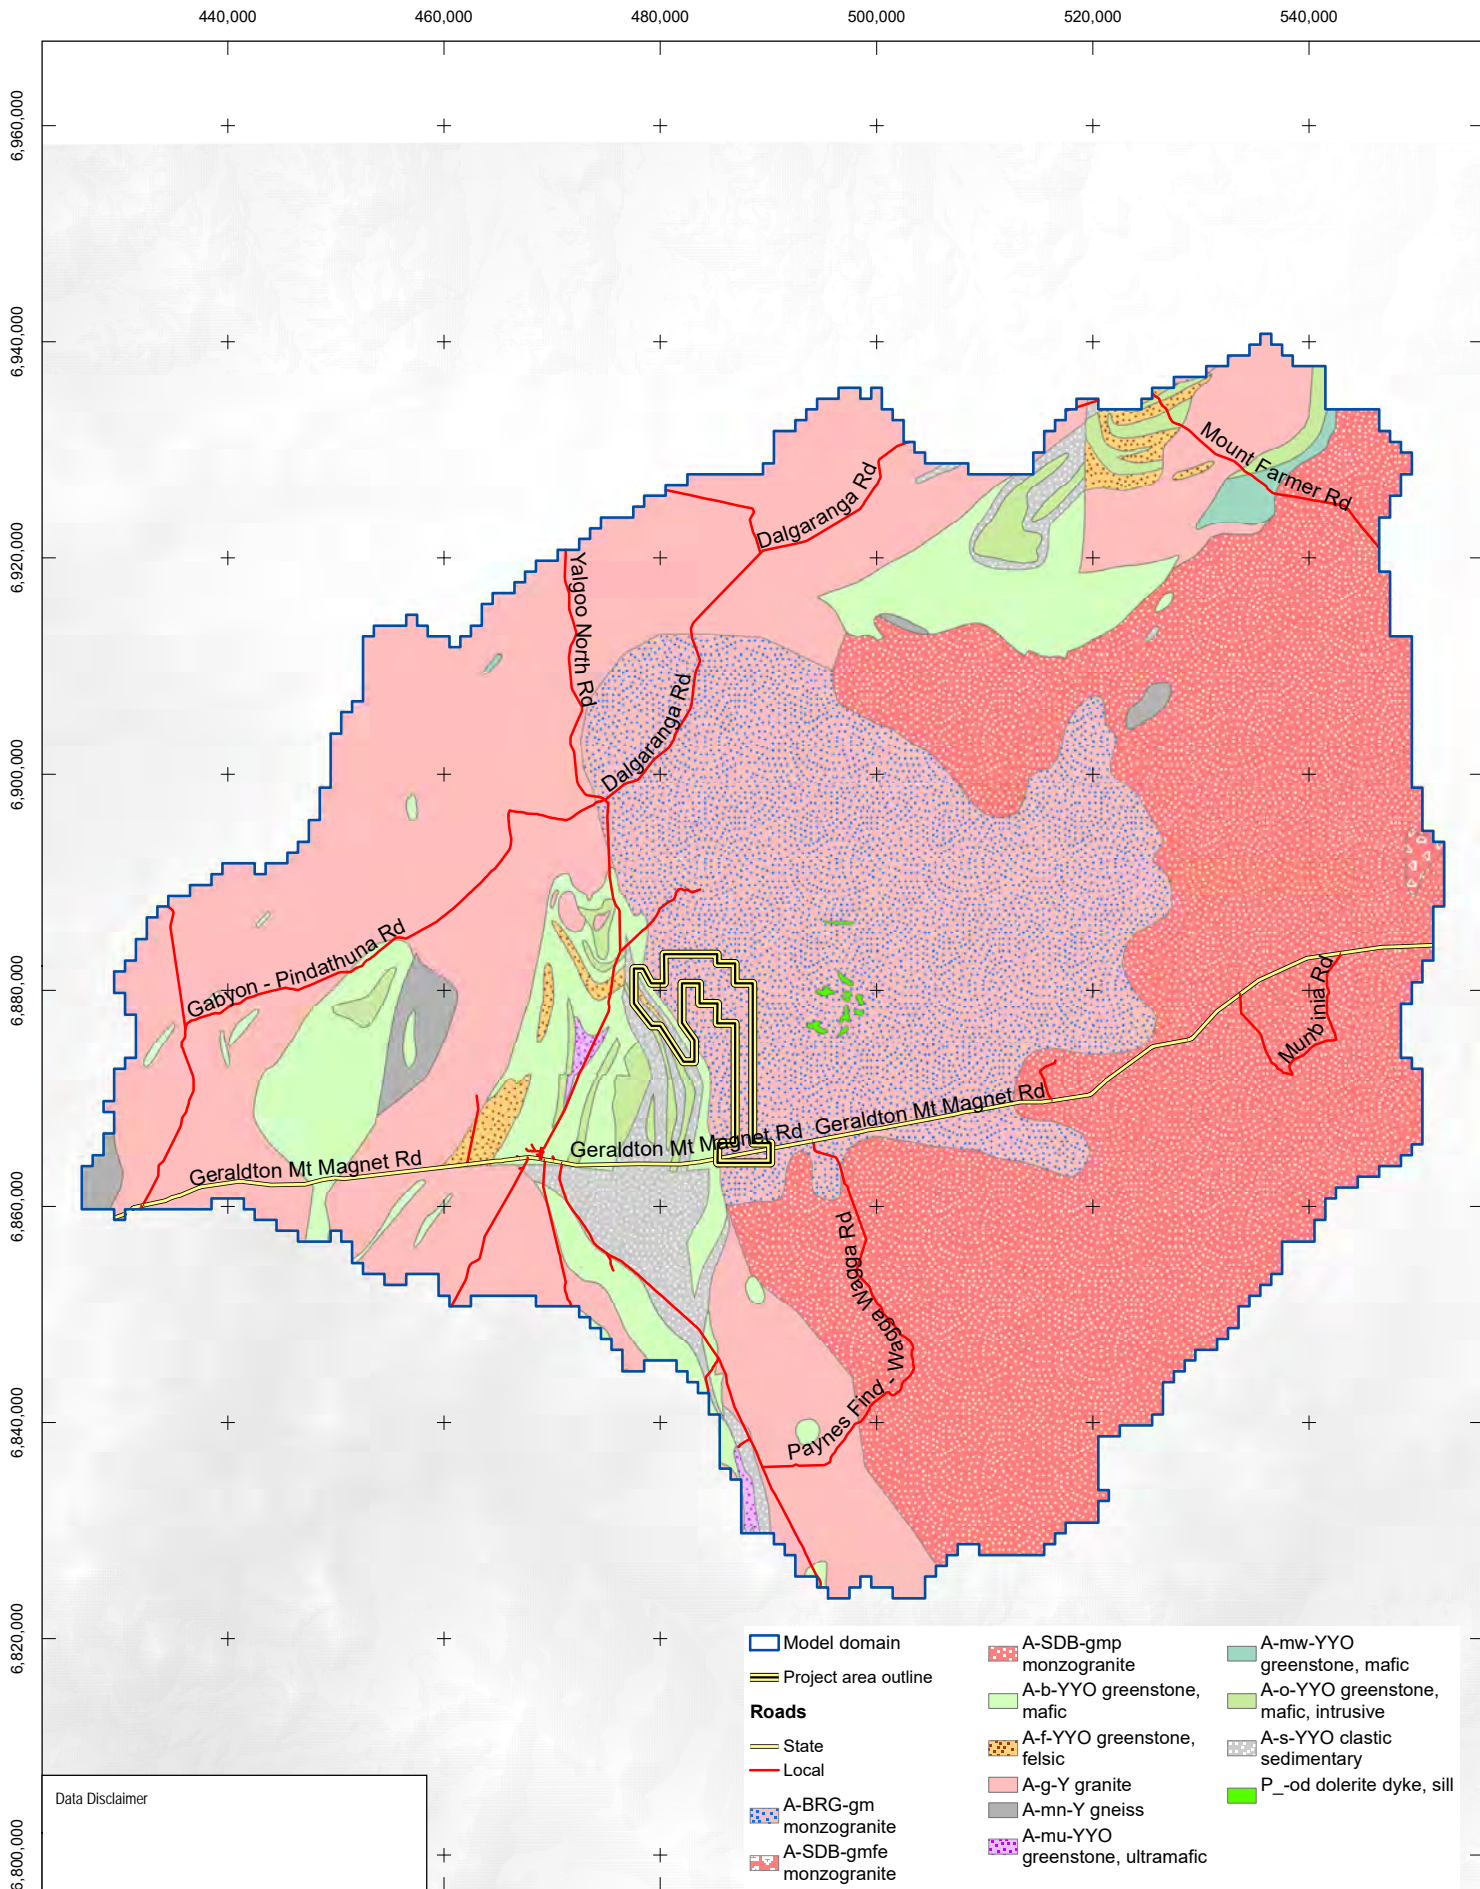 440,000
460,000
480,000
500,000
520,000
540,000
6,960,000
6,940,000
6,920,000
6,900,000
6,880,000
6,860,000
6,840,000
6,820,000
6,800,000
Mount Farmer Rd
Dalgaranga Rd
Yalgoo North Rd
Dalgaranga Rd
Gabyon - Pindathuna Rd
Munbinia Rd
Geraldton Mt Magnet Rd
Geraldton Mt Magnet Rd
Geraldton Mt Magnet Rd
Paynes Find - Wagga Wagga Rd
Model domain
Project area outline
Roads
State
Local
A-BRG-gm
monzogranite
A-SDB-gmfe
monzogranite
A-SDB-gmp
monzogranite
A-b-YYO greenstone,
mafic
A-f-YYO greenstone,
felsic
A-g-Y granite
A-mn-Y gneiss
A-mu-YYO
greenstone, ultramafic
A-mw-YYO
greenstone, mafic
A-o-YYO greenstone,
mafic, intrusive
A-s-YYO clastic
sedimentary
P_-od dolerite dyke, sill
Data Disclaimer